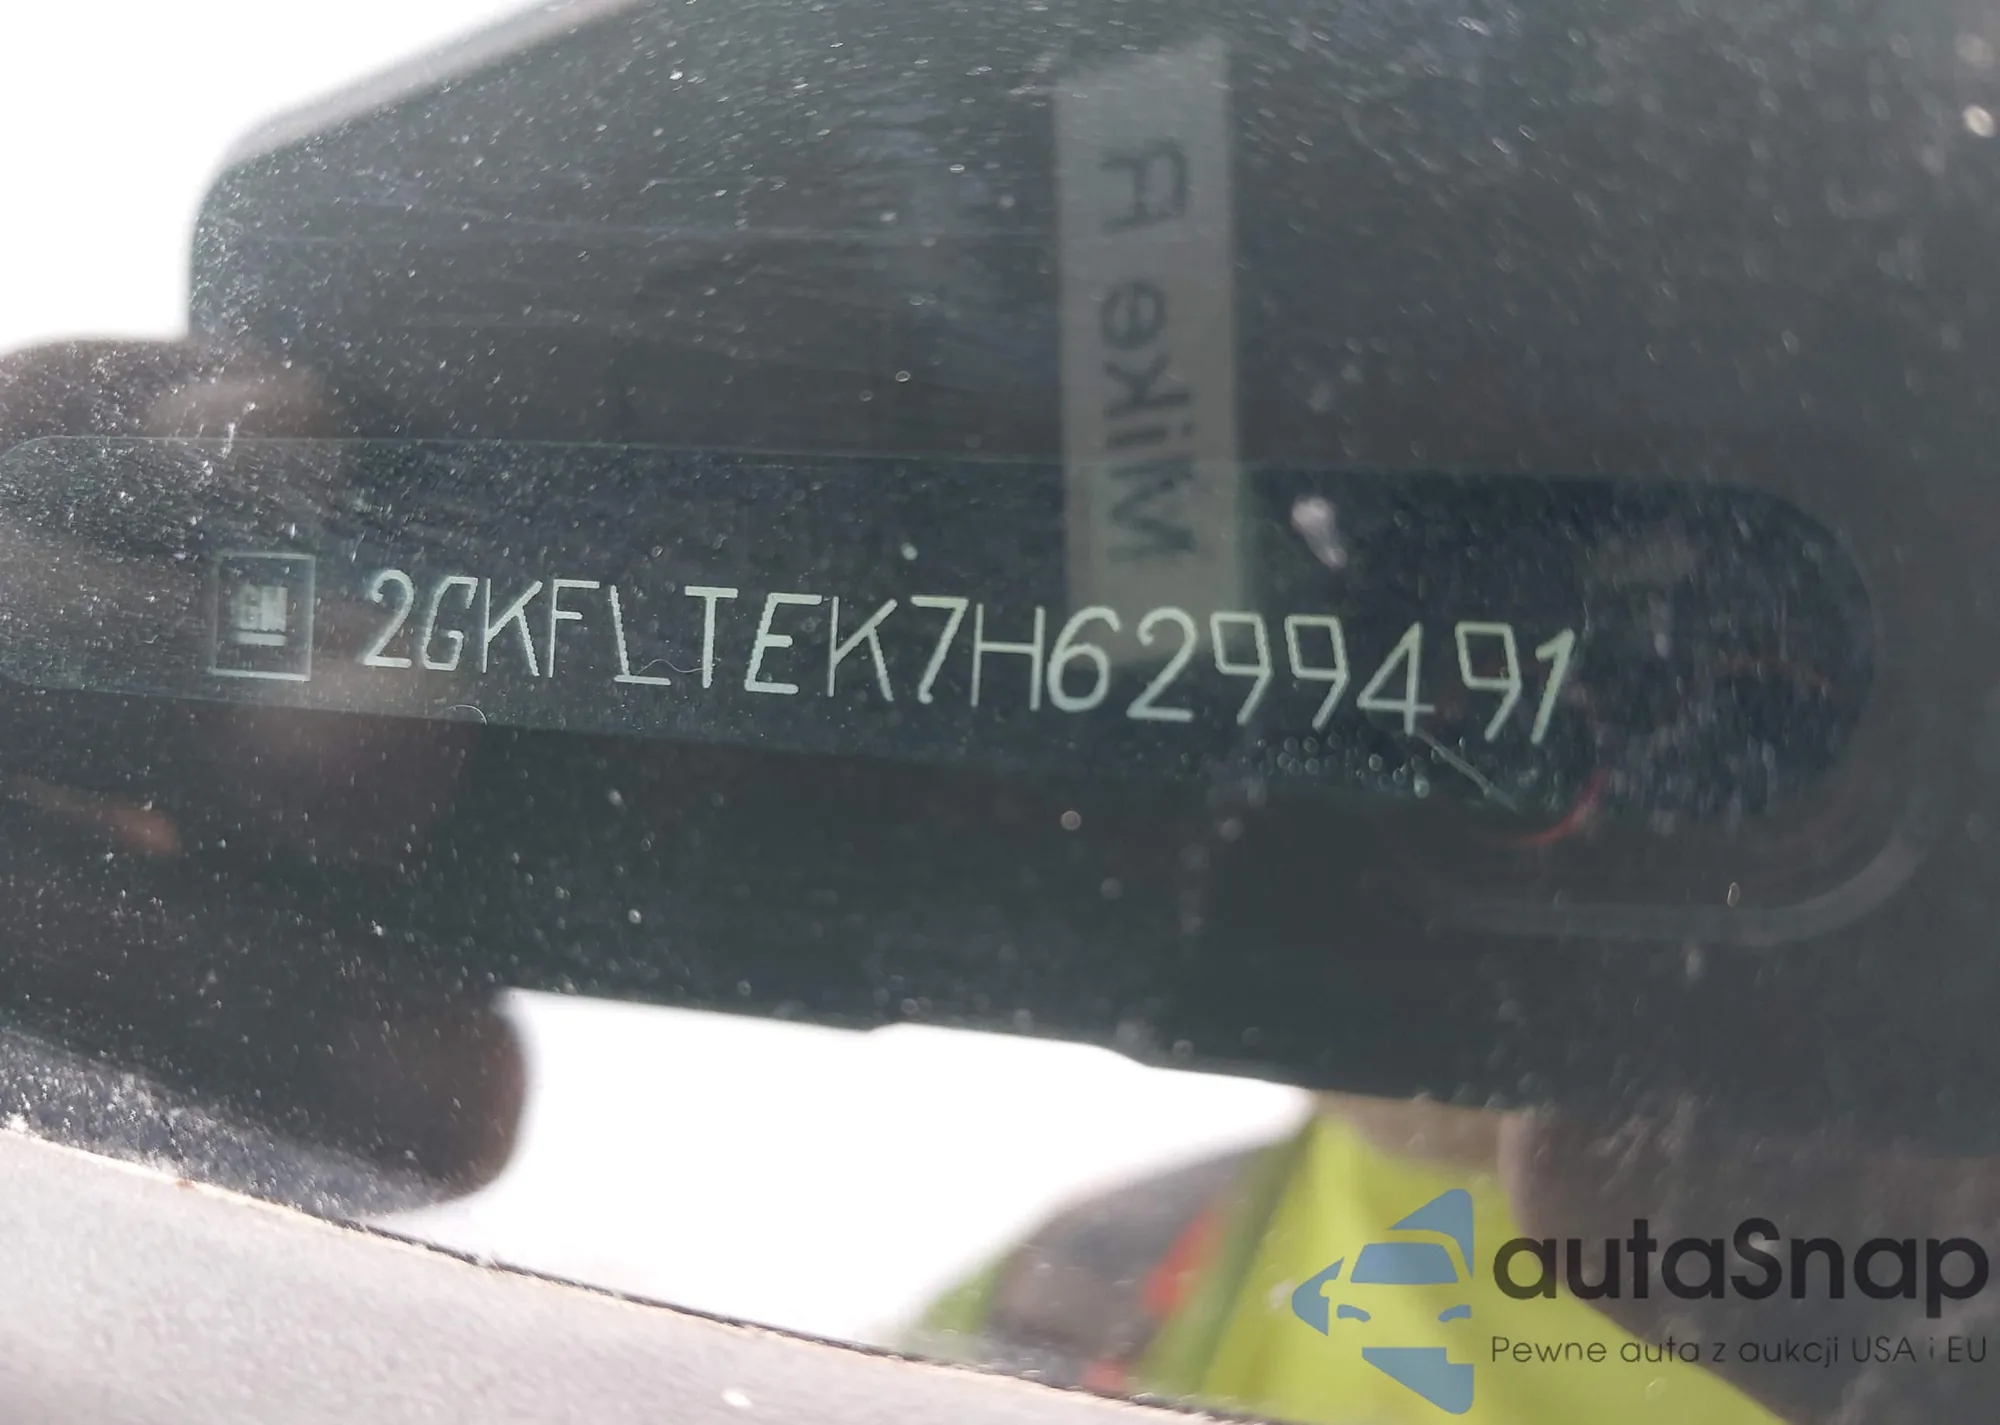 Mike R
GM 2GKFLTEK7H6299491
autaSnap
Pewne auta z aukcji USA i EU